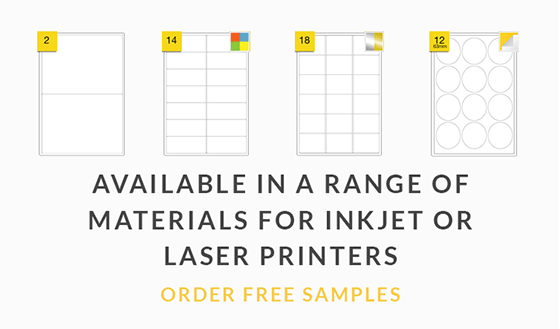 2
14
18
12
63mm
AVAILABLE IN A RANGE OF
MATERIALS FOR INKJET OR
LASER PRINTERS
ORDER FREE SAMPLES